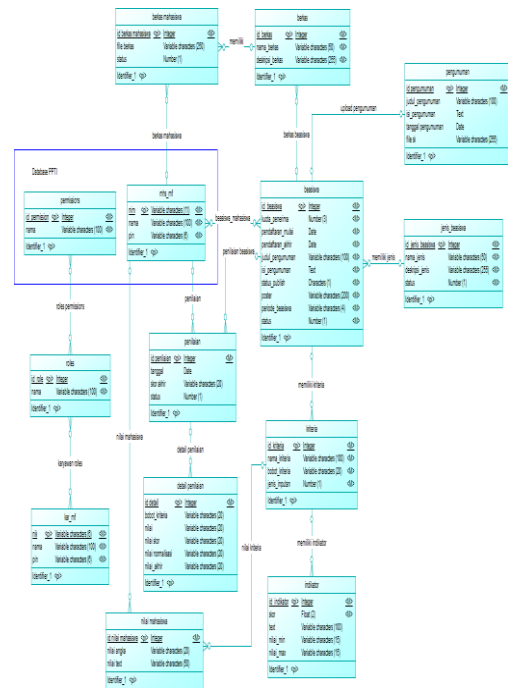 berkas mahasiswa
id berkas mahasiswa <pi> Integer <M>
file berkas Variable characters (250)
status Number (1)
Identifier_1 <pi>
memiliki
berkas
id_berkas <pi> Integer <M>
nama_berkas Variable characters (50) <M>
deskripsi_berkas Variable characters (255) <M>
Identifier_1 <pi>
pengumuman
id_pengumuman <pi> Integer <M>
judul_pengumuman Variable characters (100) <M>
isi_pengumuman Text
tanggal pengumuman Date
file sk Variable characters (255)
Identifier_1 <pi>
upload pengumuman
berkas mahasiswa
berkas beasiswa
Database PPTI
permissions
id_permission <pi> Integer <M>
nama Variable characters (100) <M>
Identifier_1 <pi>
mhs_mf
nim <pi> Variable characters (11) <M>
nama Variable characters (100) <M>
pin Variable characters (6) <M>
Identifier_1 <pi>
beasiswa_mahasiswa
penilaian beasiswa
beasiswa
id_beasiswa <pi> Integer <M>
kuota_penerima Number (3) <M>
pendaftaran_mulai Date <M>
pendaftaran_akhir Date <M>
judul_pengumuman Variable characters (100) <M>
isi_pengumuman Text <M>
status_publish Characters (1) <M>
poster Variable characters (200) <M>
periode_beasiswa Variable characters (4) <M>
status Number (1) <M>
Identifier_1 <pi>
memiliki jenis
jenis_beasiswa
id_jenis_beasiswa <pi> Integer <M>
nama_jenis Variable characters (50) <M>
deskripsi_jenis Variable characters (255) <M>
status Number (1) <M>
Identifier_1 <pi>
roles permissions
penilaian
roles
id_role <pi> Integer <M>
nama Variable characters (100) <M>
Identifier_1 <pi>
penilaian
id penilaian <pi> Integer <M>
tanggal Date <M>
skor akhir Variable characters (20) <M>
status Number (1)
Identifier_1 <pi>
memiliki kriteria
nilai mahasiswa
karyawan roles
detail penilaian
kriteria
id_kriteria <pi> Integer <M>
nama_kriteria Variable characters (100) <M>
bobot_kriteria Variable characters (20) <M>
jenis_inputan Number (1) <M>
Identifier_1 <pi>
kar_mf
nik <pi> Variable characters (6) <M>
nama Variable characters (100) <M>
pin Variable characters (6) <M>
Identifier_1 <pi>
detail penilaian
id detail <pi> Integer <M>
bobot_kriteria Variable characters (20)
nilai Variable characters (20)
nilai skor Variable characters (20)
nilai normalisasi Variable characters (20)
nilai_akhir Variable characters (20)
Identifier_1 <pi>
nilai kriteria
memiliki indikator
indikator
id_indikator <pi> Integer <M>
skor Float (2) <M>
text Variable characters (100)
nilai_min Variable characters (15)
nilai_max Variable characters (15)
Identifier_1 <pi>
nilai mahasiswa
id nilai mahasiswa <pi> Integer <M>
nilai angka Variable characters (20)
nilai text Variable characters (50)
Identifier_1 <pi>